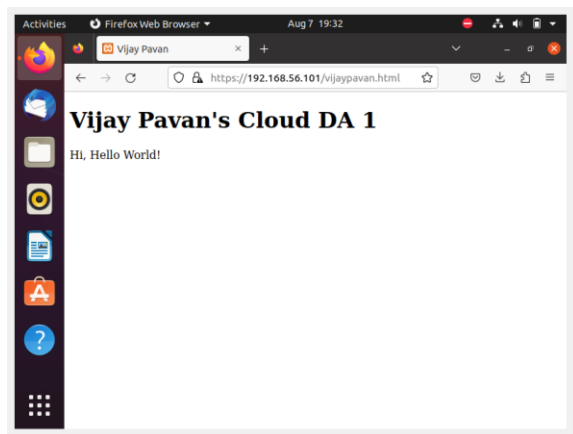 Activities Firefox Web Browser Aug 7 19:32
Vijay Pavan
https://192.168.56.101/vijaypavan.html
Vijay Pavan's Cloud DA 1
Hi, Hello World!